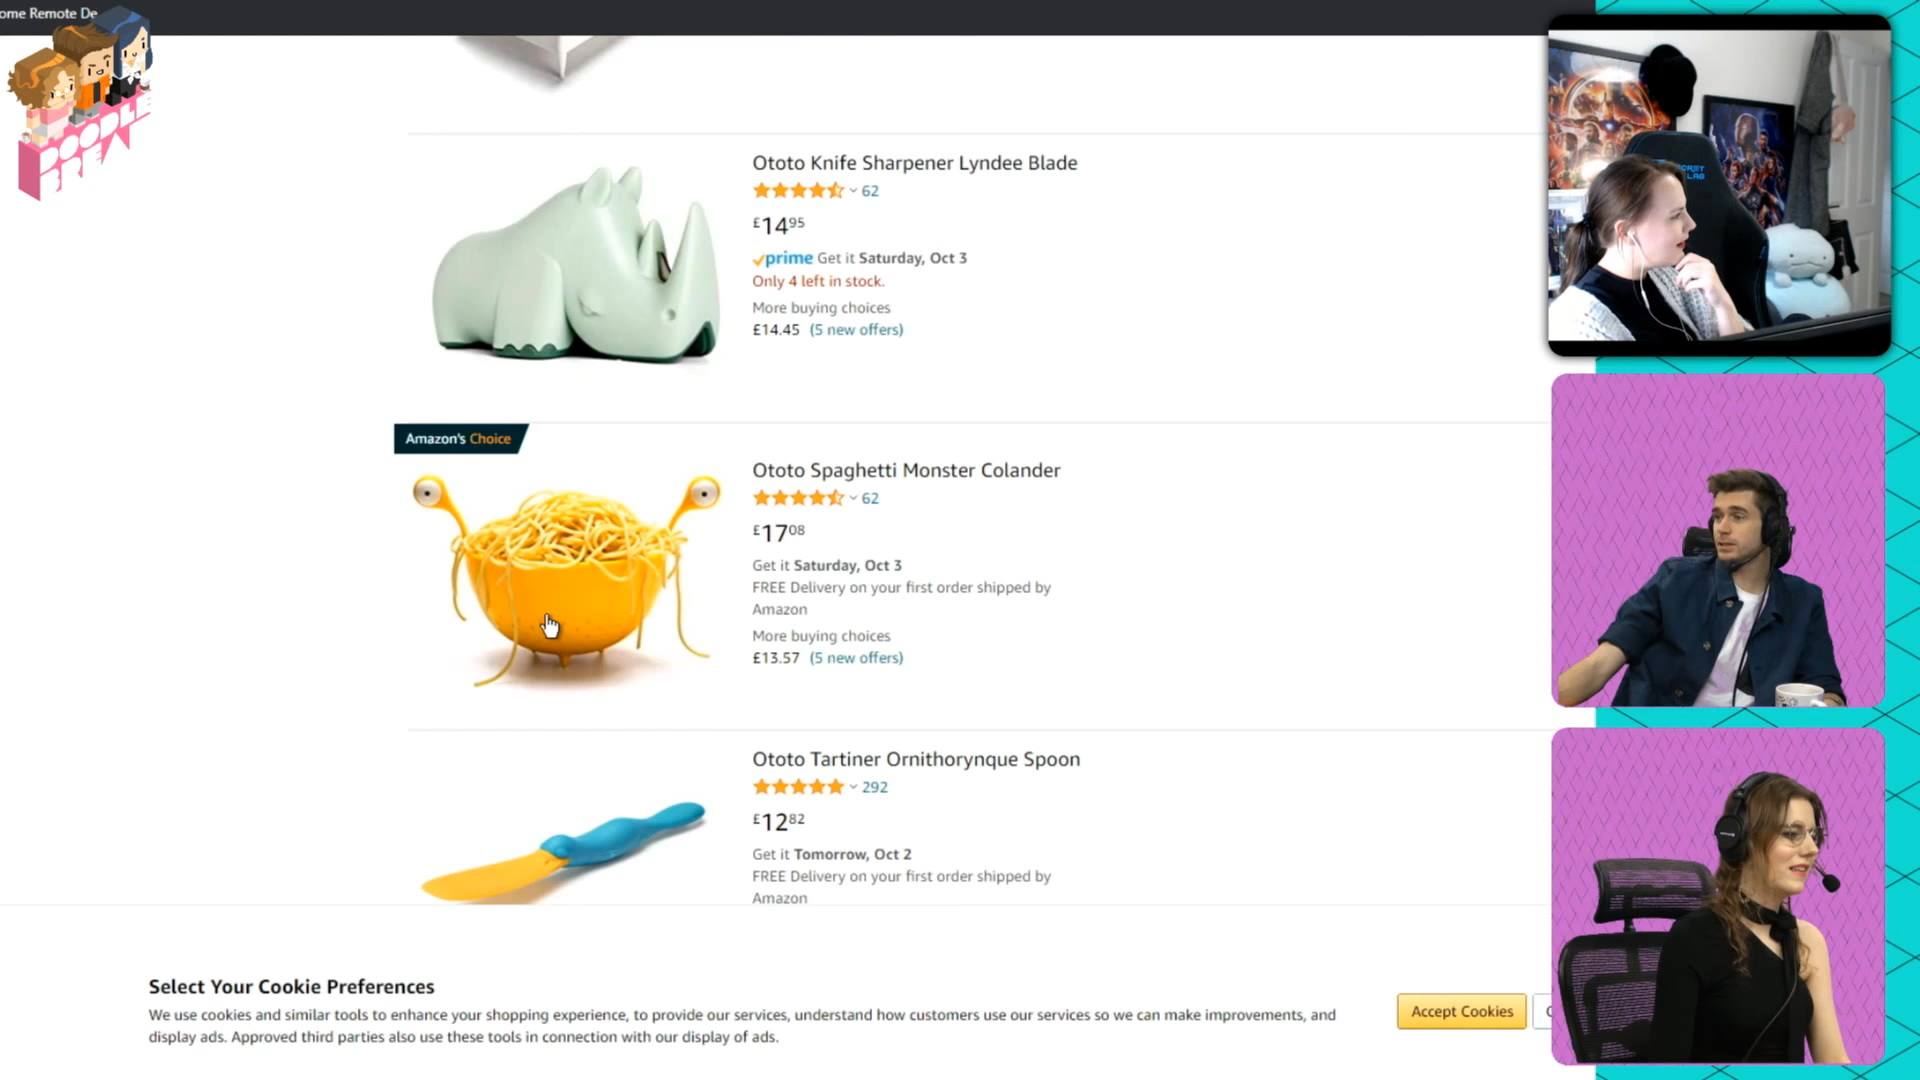 ome Remote De
DOODLE
BREW
Ototo Knife Sharpener Lyndee Blade
62
£1495
prime Get it Saturday, Oct 3
Only 4 left in stock.
More buying choices
£14.45 (5 new offers)
Amazon's Choice
Ototo Spaghetti Monster Colander
62
£1708
Get it Saturday, Oct 3
FREE Delivery on your first order shipped by
Amazon
More buying choices
£13.57 (5 new offers)
Ototo Tartiner Ornithorynque Spoon
292
£1282
Get it Tomorrow, Oct 2
FREE Delivery on your first order shipped by
Amazon
Select Your Cookie Preferences
We use cookies and similar tools to enhance your shopping experience, to provide our services, understand how customers use our services so we can make improvements, and
display ads. Approved third parties also use these tools in connection with our display of ads.
Accept Cookies